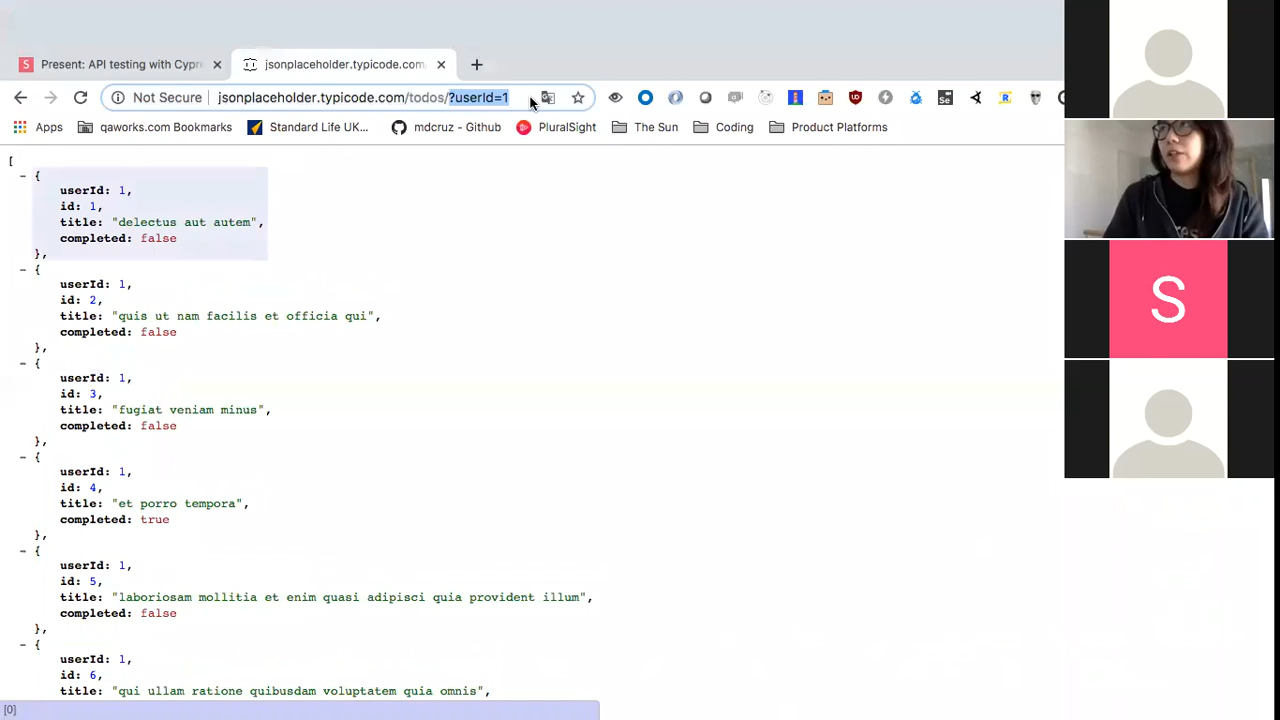 Present: API testing with Cypr
jsonplaceholder.typicode.com
Not Secure
jsonplaceholder.typicode.com/todos/?userId=1
Apps
qaworks.com Bookmarks
Standard Life UK...
mdcruz - Github
PluralSight
The Sun
Coding
Product Platforms
[
- {
userId: 1,
id: 1,
title: "delectus aut autem",
completed: false
},
- {
userId: 1,
id: 2,
title: "quis ut nam facilis et officia qui",
completed: false
},
- {
userId: 1,
id: 3,
title: "fugiat veniam minus",
completed: false
},
- {
userId: 1,
id: 4,
title: "et porro tempora",
completed: true
},
- {
userId: 1,
id: 5,
title: "laboriosam mollitia et enim quasi adipisci quia provident illum",
completed: false
},
- {
userId: 1,
id: 6,
title: "qui ullam ratione quibusdam voluptatem quia omnis",
[0]
S